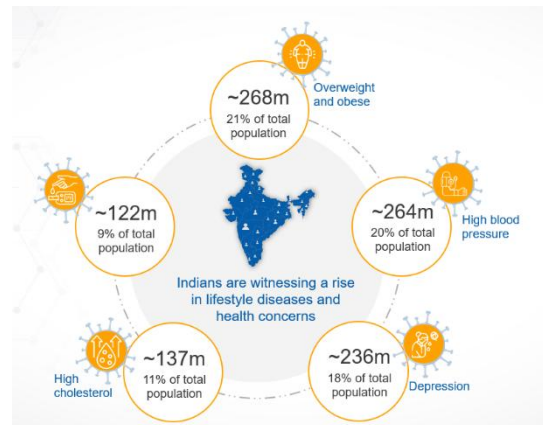 ~268m
21% of total
population
Overweight
and obese
~264m
20% of total
population
High blood
pressure
~236m
18% of total
population
Depression
~137m
11% of total
population
High
cholesterol
~122m
9% of total
population
Indians are witnessing a rise
in lifestyle diseases and
health concerns